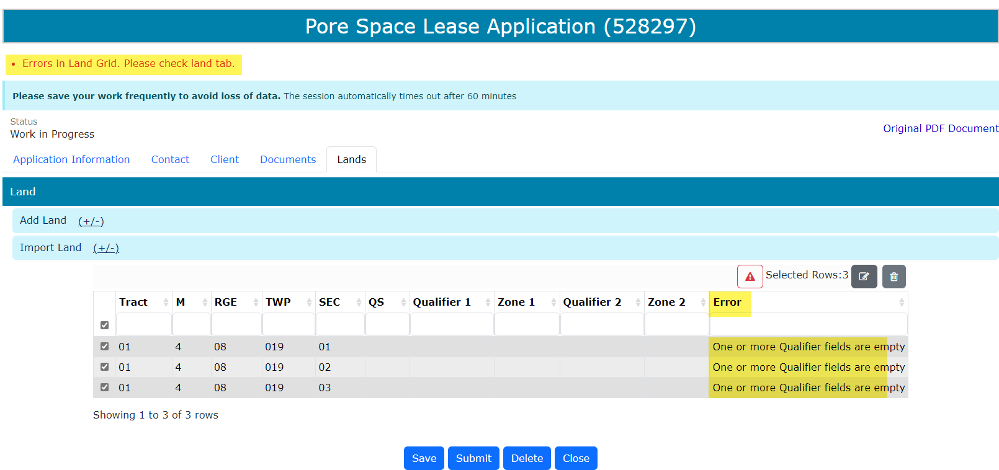 Pore Space Lease Application (528297)
• Errors in Land Grid. Please check land tab.
Please save your work frequently to avoid loss of data. The session automatically times out after 60 minutes
Status
Work in Progress
Original PDF Document
Application Information Contact Client Documents Lands
Land
Add Land (+/-)
Import Land (+/-)
Selected Rows:3
Tract M RGE TWP SEC QS Qualifier 1 Zone 1 Qualifier 2 Zone 2 Error
01 4 08 019 01 One or more Qualifier fields are empty
01 4 08 019 02 One or more Qualifier fields are empty
01 4 08 019 03 One or more Qualifier fields are empty
Showing 1 to 3 of 3 rows
Save Submit Delete Close